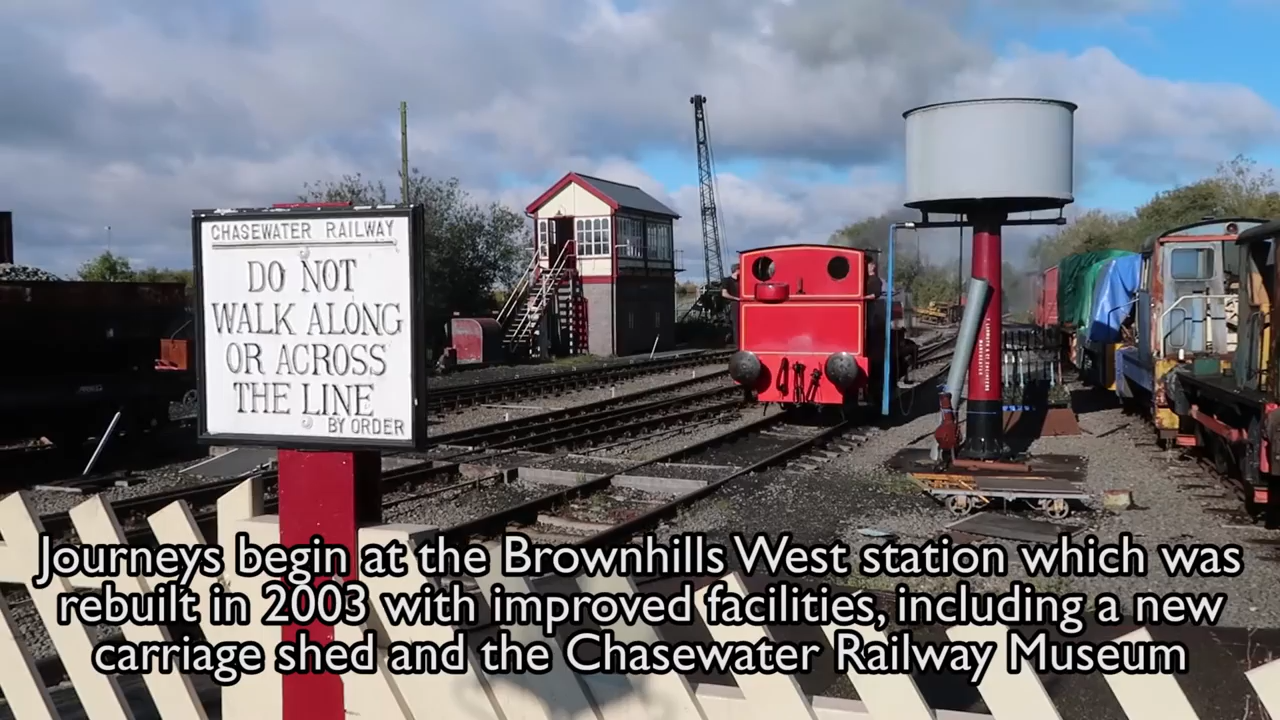 CHASEWATER RAILWAY
DO NOT
WALK ALONG
OR ACROSS
THE LINE
BY ORDER
Journeys begin at the Brownhills West station which was
rebuilt in 2003 with improved facilities, including a new
carriage shed and the Chasewater Railway Museum